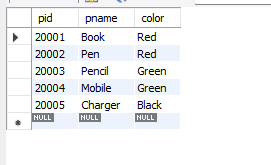 pid pname color
20001 Book Red
20002 Pen Red
20003 Pencil Green
20004 Mobile Green
20005 Charger Black
NULL NULL NULL